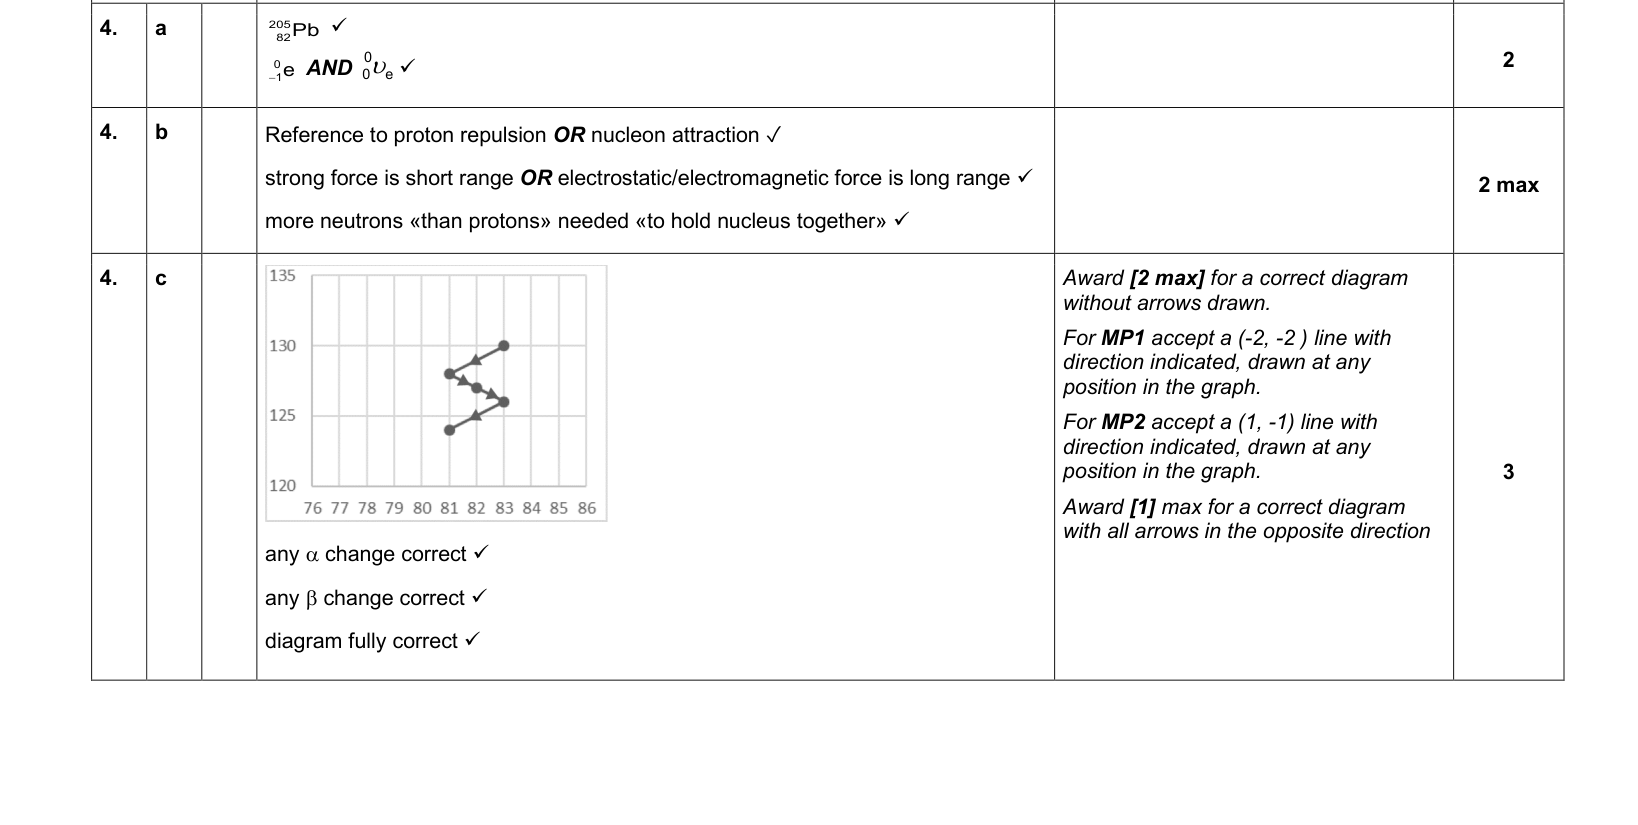 4. a
²⁰⁵₈₂Pb ✓
⁰₋₁e AND ⁰₀υₑ ✓
2
4. b
Reference to proton repulsion OR nucleon attraction ✓
strong force is short range OR electrostatic/electromagnetic force is long range ✓
more neutrons «than protons» needed «to hold nucleus together» ✓
2 max
4. c
135
130
125
120
76 77 78 79 80 81 82 83 84 85 86
any α change correct ✓
any β change correct ✓
diagram fully correct ✓
Award [2 max] for a correct diagram
without arrows drawn.
For MP1 accept a (-2, -2 ) line with
direction indicated, drawn at any
position in the graph.
For MP2 accept a (1, -1) line with
direction indicated, drawn at any
position in the graph.
Award [1] max for a correct diagram
with all arrows in the opposite direction
3